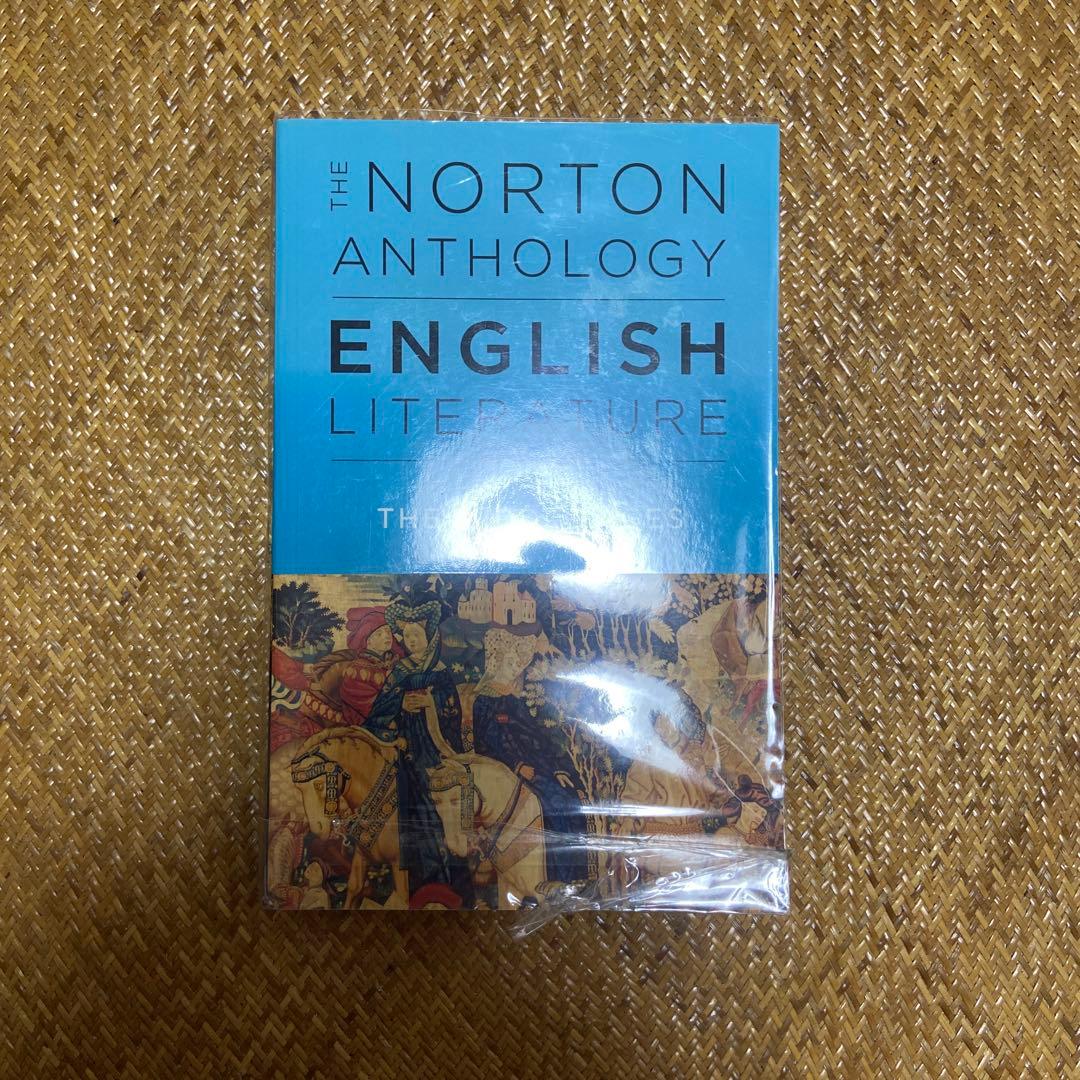 THE NORTON
ANTHOLOGY
ENGLISH
LITERATURE
THE